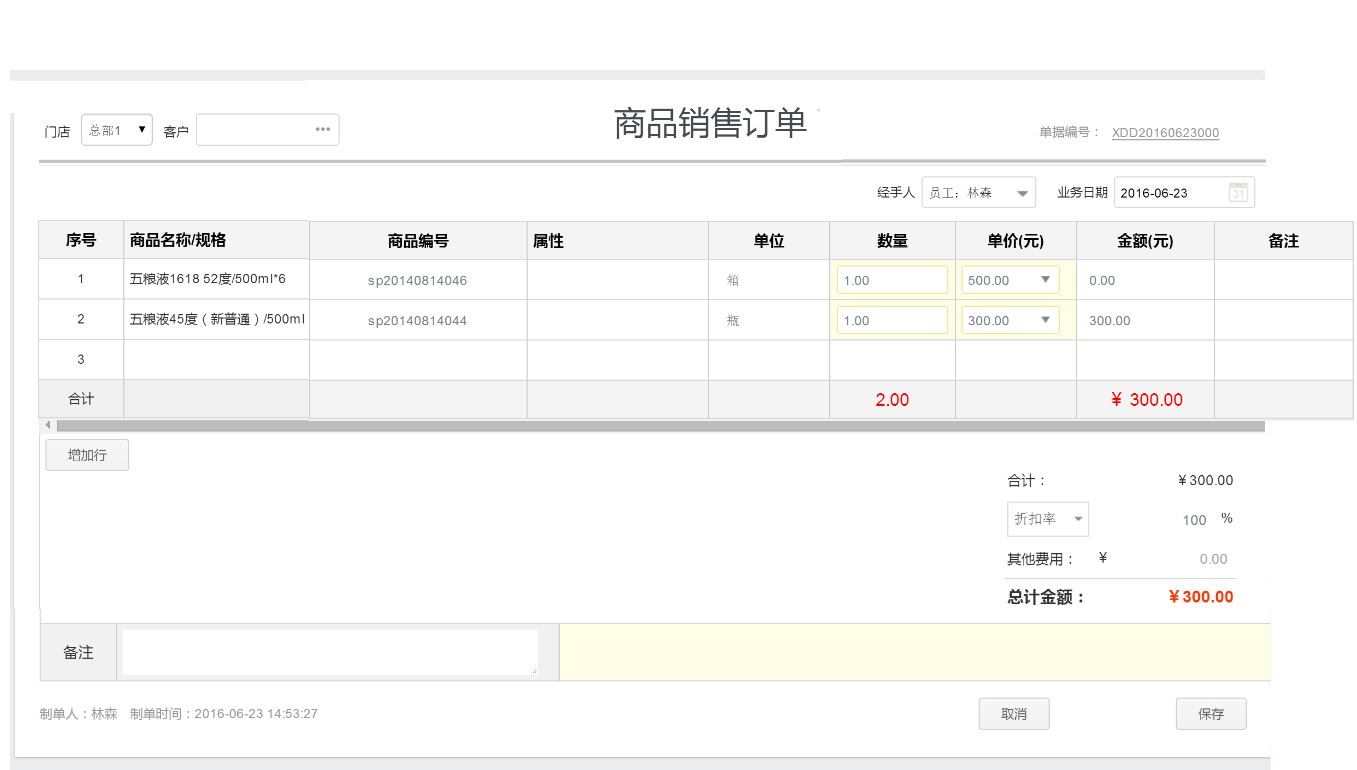 商品销售订单
门店 总部1 客户 ••• 单据编号： XDD20160623000
经手人 员工：林森 业务日期 2016-06-23 31
序号 商品名称/规格 商品编号 属性 单位 数量 单价(元) 金额(元) 备注
1 五粮液1618 52度/500ml*6 sp20140814046 箱 1.00 500.00 0.00
2 五粮液45度（新普通）/500ml sp20140814044 瓶 1.00 300.00 300.00
3
合计 2.00 ¥ 300.00
增加行
合计： ¥300.00
折扣率 100 %
其他费用： ¥ 0.00
总计金额： ¥300.00
备注
制单人：林森 制单时间：2016-06-23 14:53:27 取消 保存